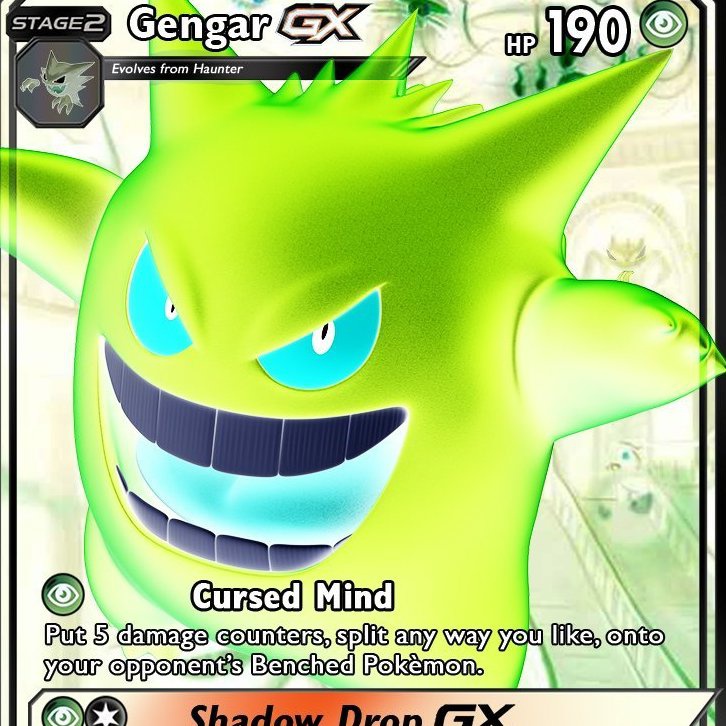 STAGE2 Gengar GX HP 190
Evolves from Haunter
Cursed Mind
Put 5 damage counters, split any way you like, onto
your opponent's Benched Pokèmon.
Shadow Drop GX